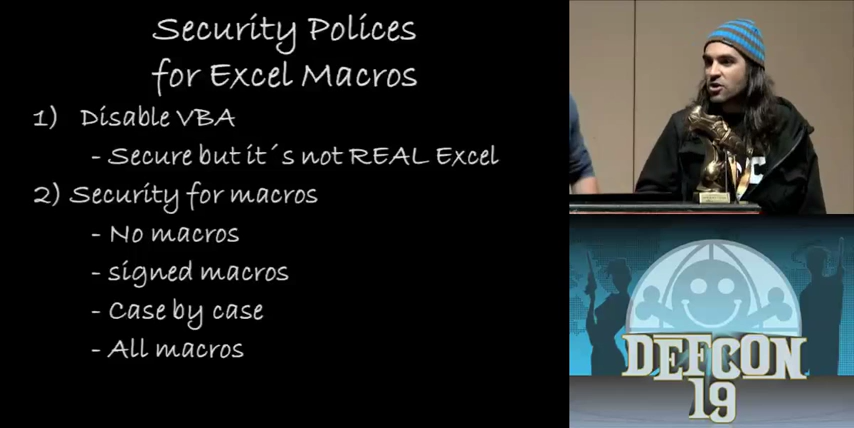 Security Polices
for Excel Macros
1) Disable VBA
- Secure but it´s not REAL Excel
2) Security for macros
- No macros
- signed macros
- Case by case
- All macros
DEFCON
19